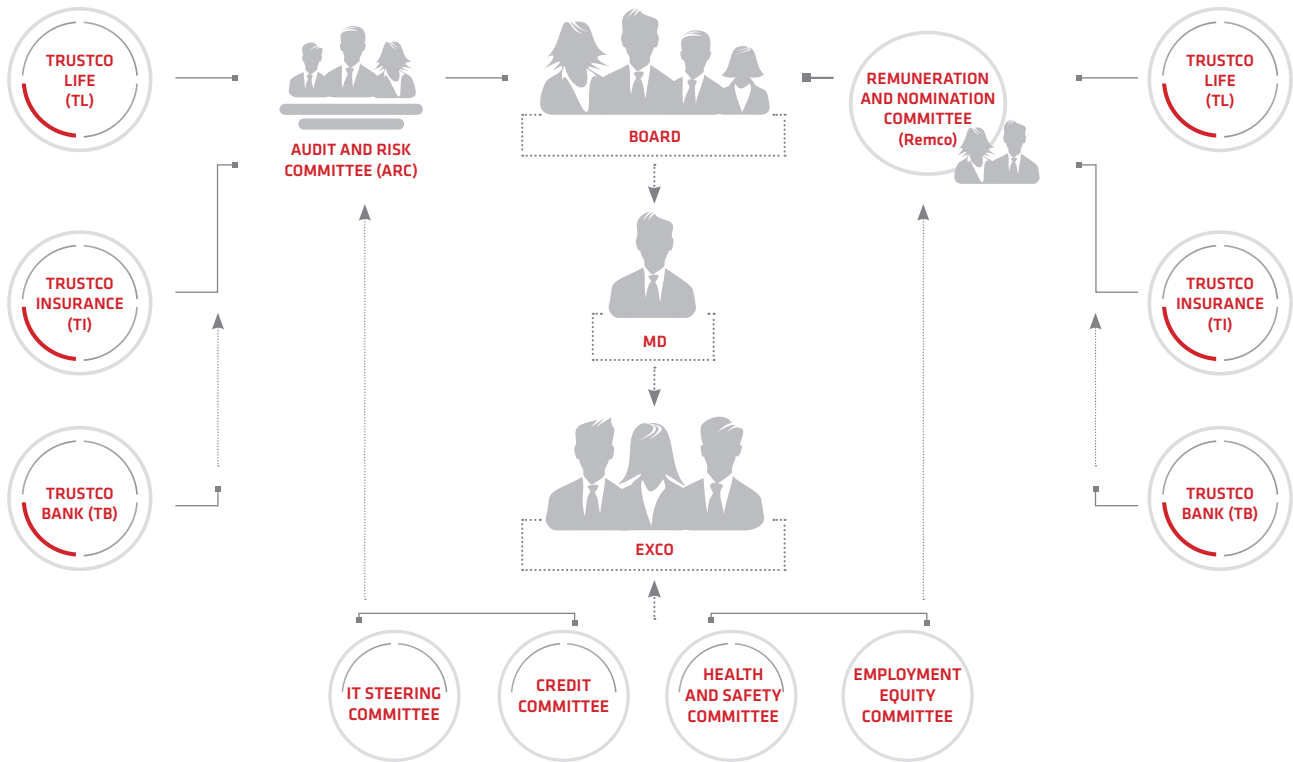 TRUSTCO
LIFE
(TL)
AUDIT AND RISK
COMMITTEE (ARC)
BOARD
REMUNERATION
AND NOMINATION
COMMITTEE
(Remco)
TRUSTCO
LIFE
(TL)
TRUSTCO
INSURANCE
(TI)
MD
TRUSTCO
INSURANCE
(TI)
TRUSTCO
BANK (TB)
EXCO
TRUSTCO
BANK (TB)
IT STEERING
COMMITTEE
CREDIT
COMMITTEE
HEALTH
AND SAFETY
COMMITTEE
EMPLOYMENT
EQUITY
COMMITTEE